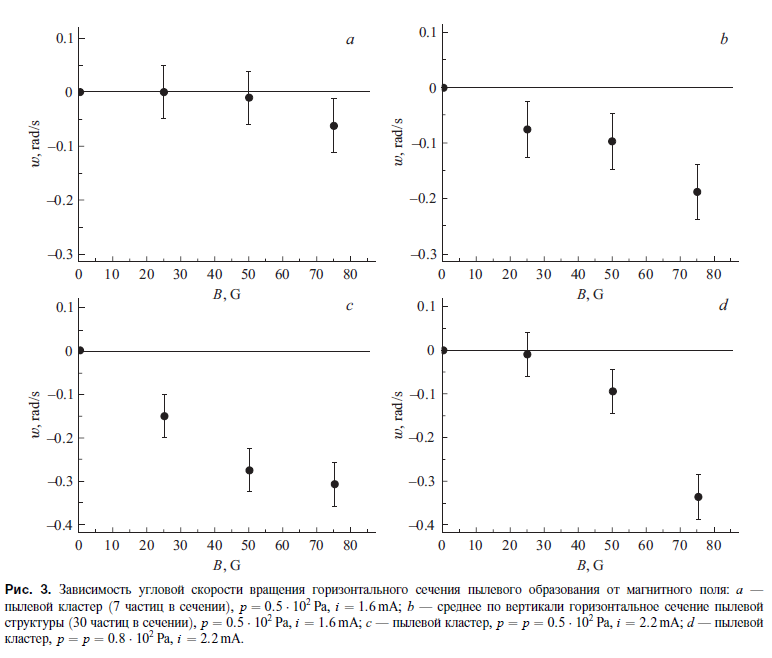 0.1
a
0
–0.1
–0.2
–0.3
w, rad/s
0 10 20 30 40 50 60 70 80
B, G
0.1
b
0
–0.1
–0.2
–0.3
w, rad/s
0 10 20 30 40 50 60 70 80
B, G
0.1
c
0
–0.1
–0.2
–0.3
–0.4
w, rad/s
0 10 20 30 40 50 60 70 80
B, G
0.1
d
0
–0.1
–0.2
–0.3
–0.4
w, rad/s
0 10 20 30 40 50 60 70 80
B, G
Рис. 3. Зависимость угловой скорости вращения горизонтального сечения пылевого образования от магнитного поля: a —
пылевой кластер (7 частиц в сечении), p = 0.5 · 10² Pa, i = 1.6 mA; b — среднее по вертикали горизонтальное сечение пылевой
структуры (30 частиц в сечении), p = 0.5 · 10² Pa, i = 1.6 mA; c — пылевой кластер, p = p = 0.5 · 10² Pa, i = 2.2 mA; d — пылевой
кластер, p = p = 0.8 · 10² Pa, i = 2.2 mA.